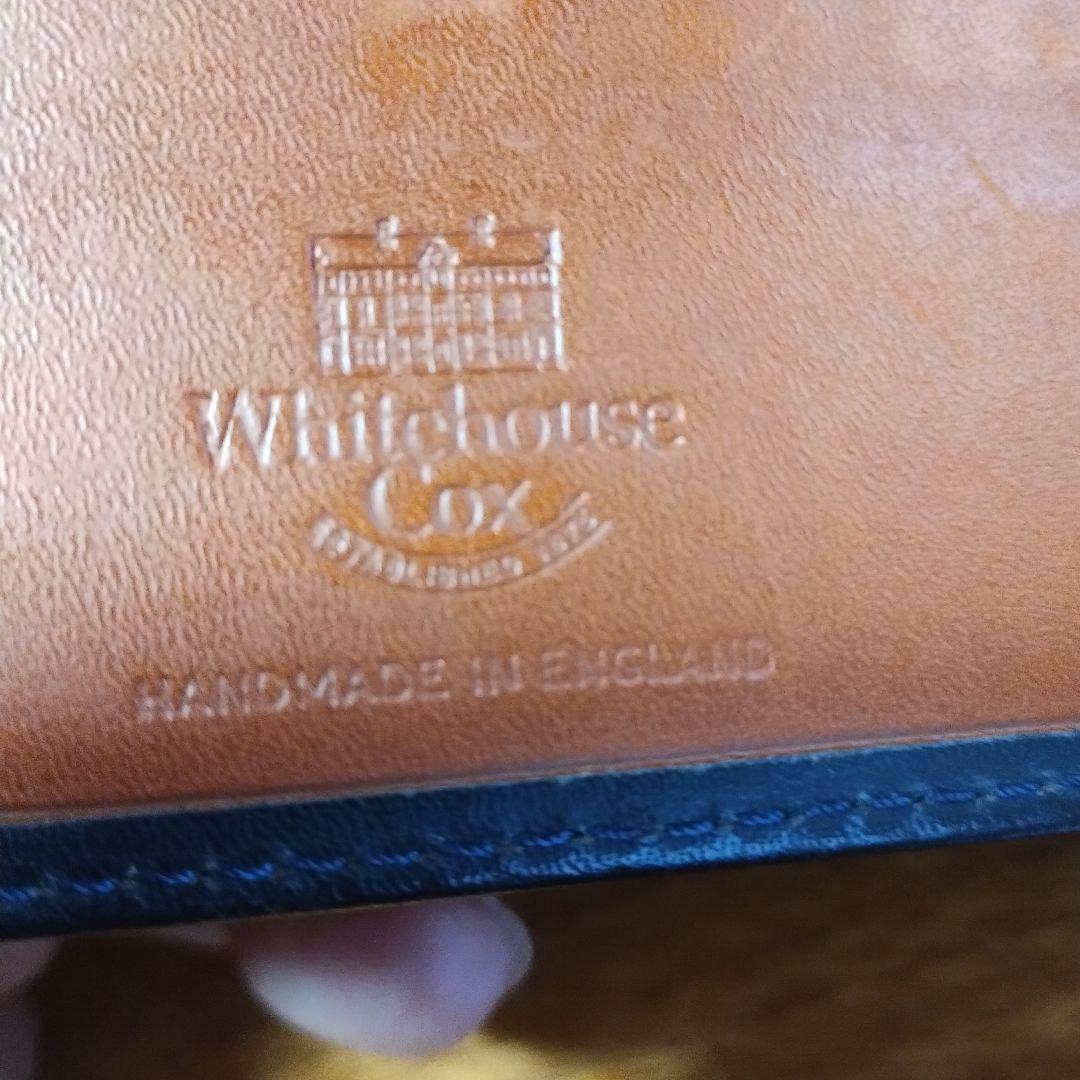 Whitehouse
Cox
ESTABLISHED 1875
HANDMADE IN ENGLAND